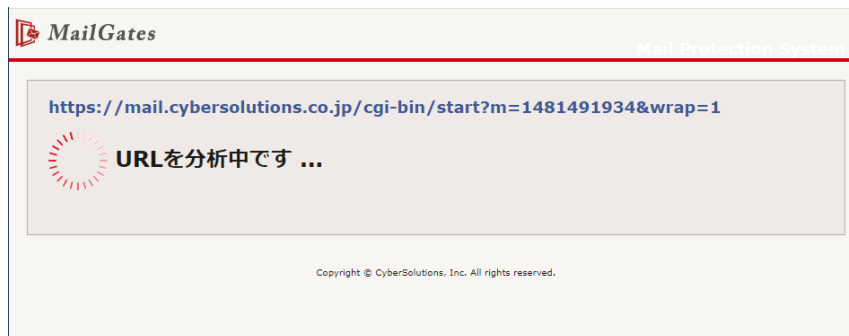 MailGates
Mail Protection System
https://mail.cybersolutions.co.jp/cgi-bin/start?m=1481491934&wrap=1
URLを分析中です ...
Copyright © CyberSolutions, Inc. All rights reserved.